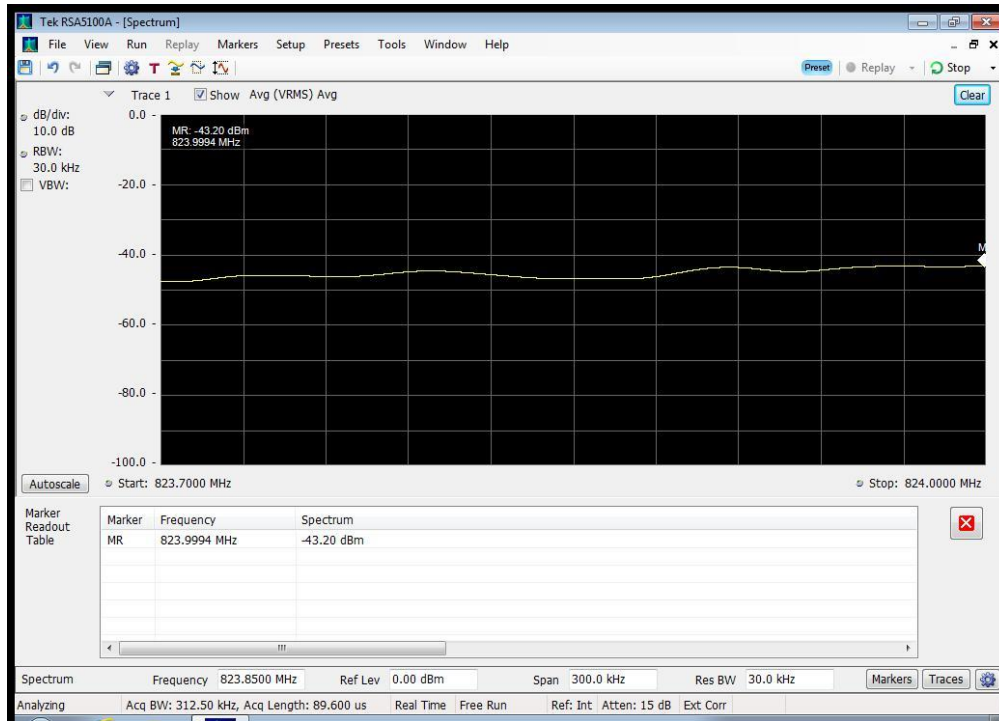 Tek RSA5100A - [Spectrum]
File View Run Replay Markers Setup Presets Tools Window Help
T Preset Replay Stop
Trace 1 Show Avg (VRMS) Avg Clear
dB/div:
10.0 dB
RBW:
30.0 kHz
VBW:
0.0
MR: -43.20 dBm
823.9994 MHz
-20.0
-40.0
M
-60.0
-80.0
-100.0
Autoscale Start: 823.7000 MHz Stop: 824.0000 MHz
Marker
Readout
Table
Marker Frequency Spectrum
MR 823.9994 MHz -43.20 dBm
Spectrum Frequency 823.8500 MHz Ref Lev 0.00 dBm Span 300.0 kHz Res BW 30.0 kHz Markers Traces
Analyzing Acq BW: 312.50 kHz, Acq Length: 89.600 us Real Time Free Run Ref: Int Atten: 15 dB Ext Corr